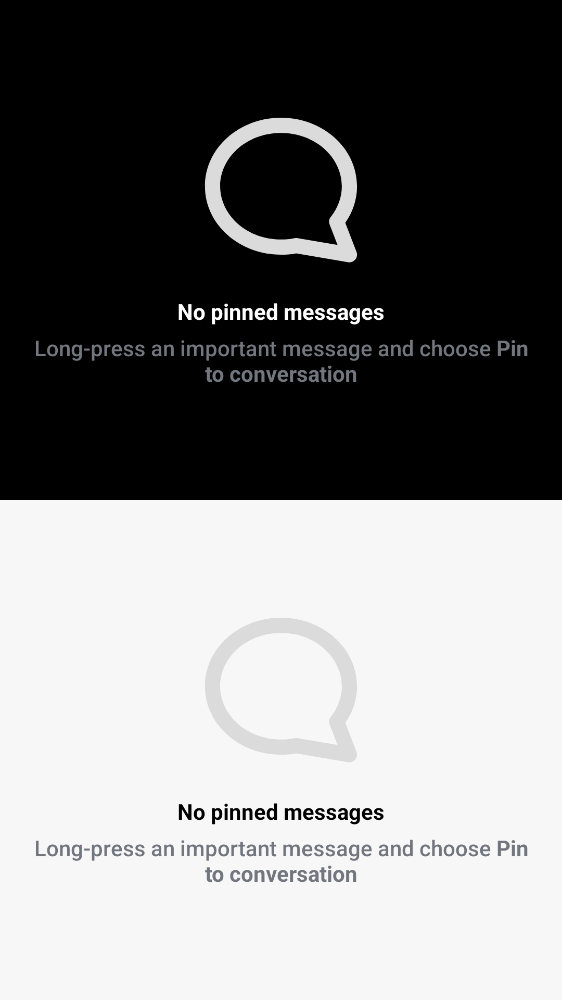 No pinned messages
Long-press an important message and choose Pin
to conversation
No pinned messages
Long-press an important message and choose Pin
to conversation